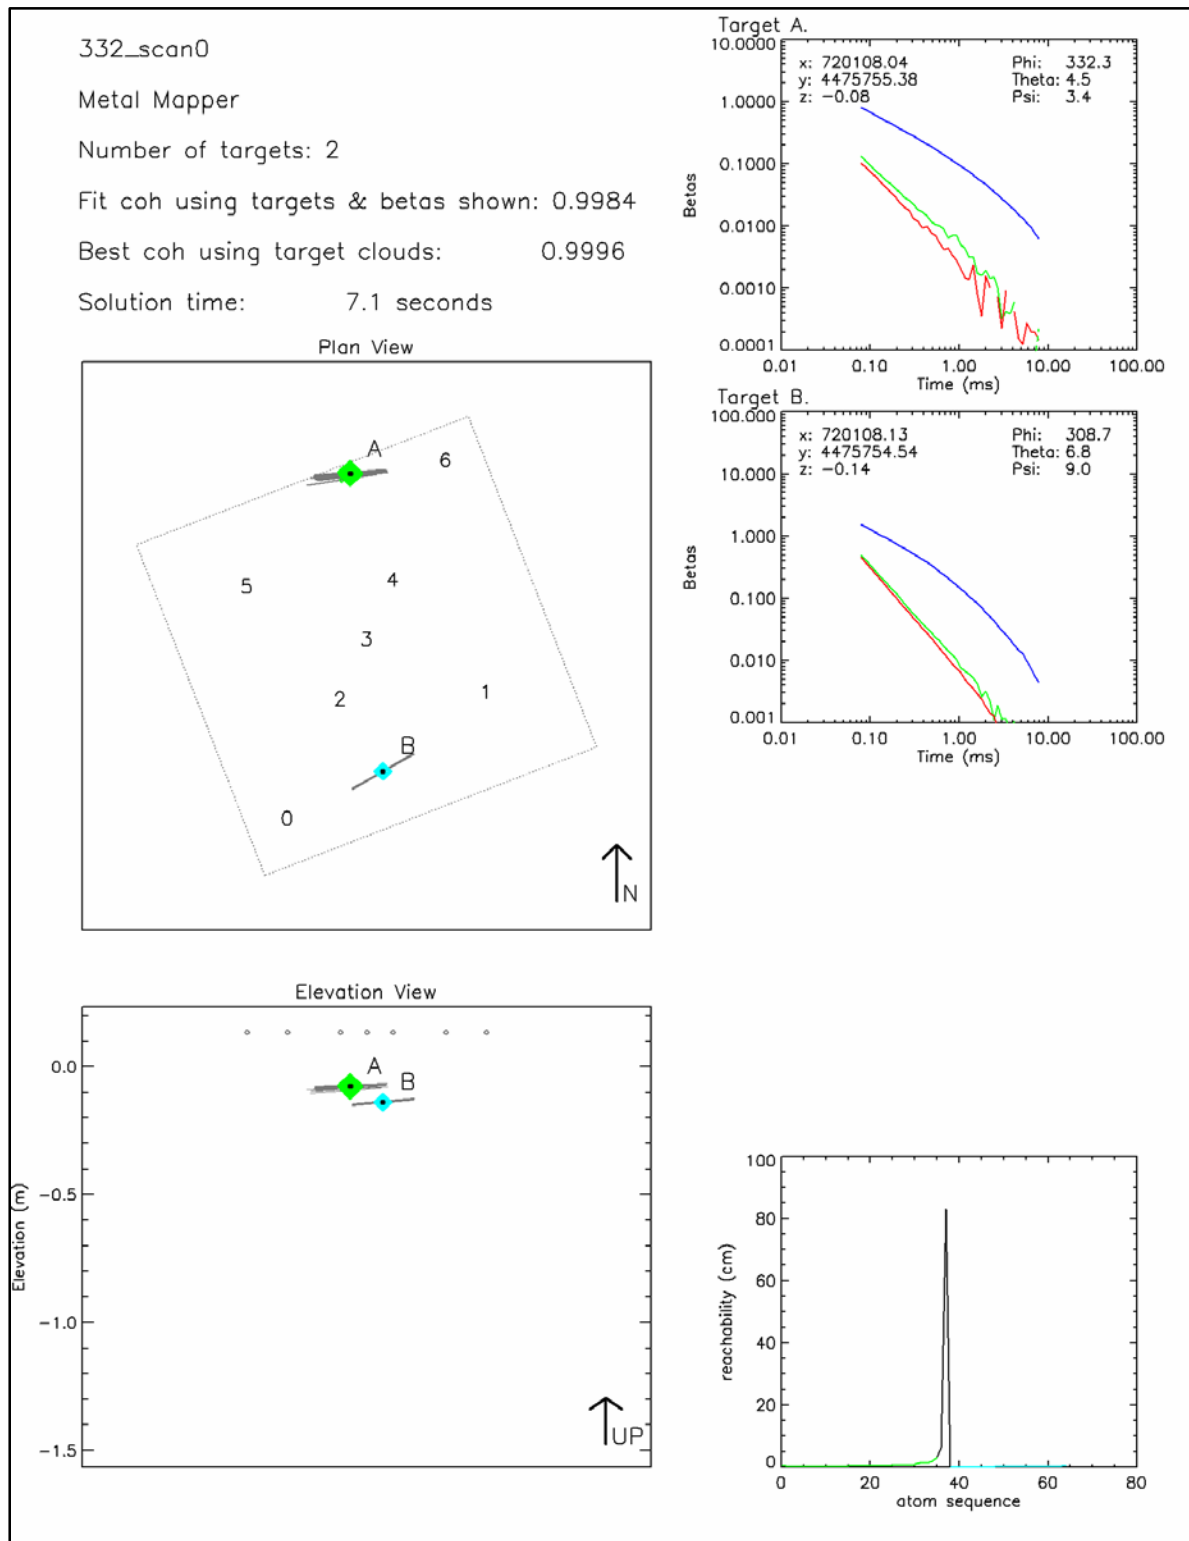 332_scan0
Metal Mapper
Number of targets: 2
Fit coh using targets & betas shown: 0.9984
Best coh using target clouds: 0.9996
Solution time: 7.1 seconds
Target A.
x: 720108.04 Phi: 332.3
y: 4475755.38 Theta: 4.5
z: −0.08 Psi: 3.4
10.0000
1.0000
0.1000
0.0100
0.0010
0.0001
Betas
0.01 0.10 1.00 10.00 100.00
Time (ms)
Target B.
x: 720108.13 Phi: 308.7
y: 4475754.54 Theta: 6.8
z: −0.14 Psi: 9.0
100.000
10.000
1.000
0.100
0.010
0.001
Betas
0.01 0.10 1.00 10.00 100.00
Time (ms)
Plan View
A
6
5
4
3
2
1
B
0
N
Elevation View
A
B
0.0
−0.5
−1.0
−1.5
Elevation (m)
UP
100
80
60
40
20
0
reachability (cm)
0 20 40 60 80
atom sequence